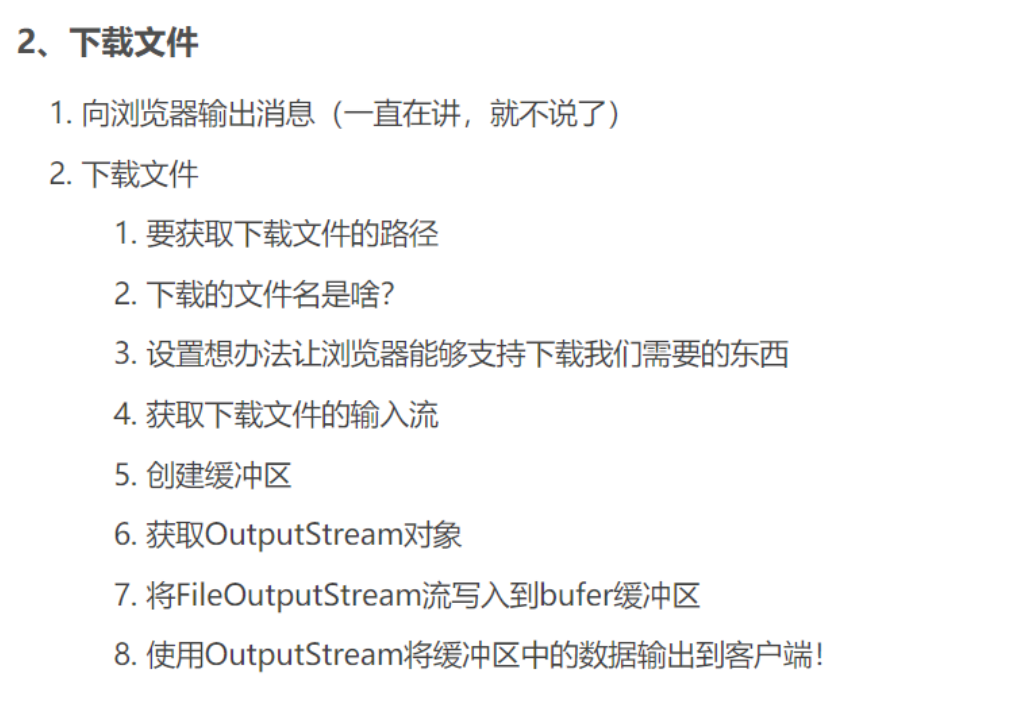 2、下载文件
1. 向浏览器输出消息（一直在讲，就不说了）
2. 下载文件
1. 要获取下载文件的路径
2. 下载的文件名是啥？
3. 设置想办法让浏览器能够支持下载我们需要的东西
4. 获取下载文件的输入流
5. 创建缓冲区
6. 获取OutputStream对象
7. 将FileOutputStream流写入到bufer缓冲区
8. 使用OutputStream将缓冲区中的数据输出到客户端！